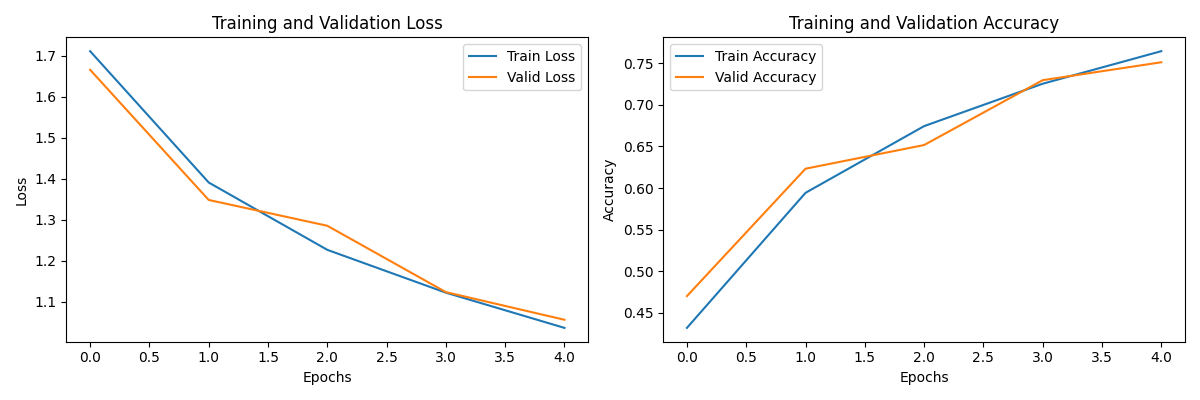 Training and Validation Loss
Train Loss
Valid Loss
1.7
1.6
1.5
1.4
1.3
1.2
1.1
Loss
0.0 0.5 1.0 1.5 2.0 2.5 3.0 3.5 4.0
Epochs
Training and Validation Accuracy
Train Accuracy
Valid Accuracy
0.75
0.70
0.65
0.60
0.55
0.50
0.45
Accuracy
0.0 0.5 1.0 1.5 2.0 2.5 3.0 3.5 4.0
Epochs